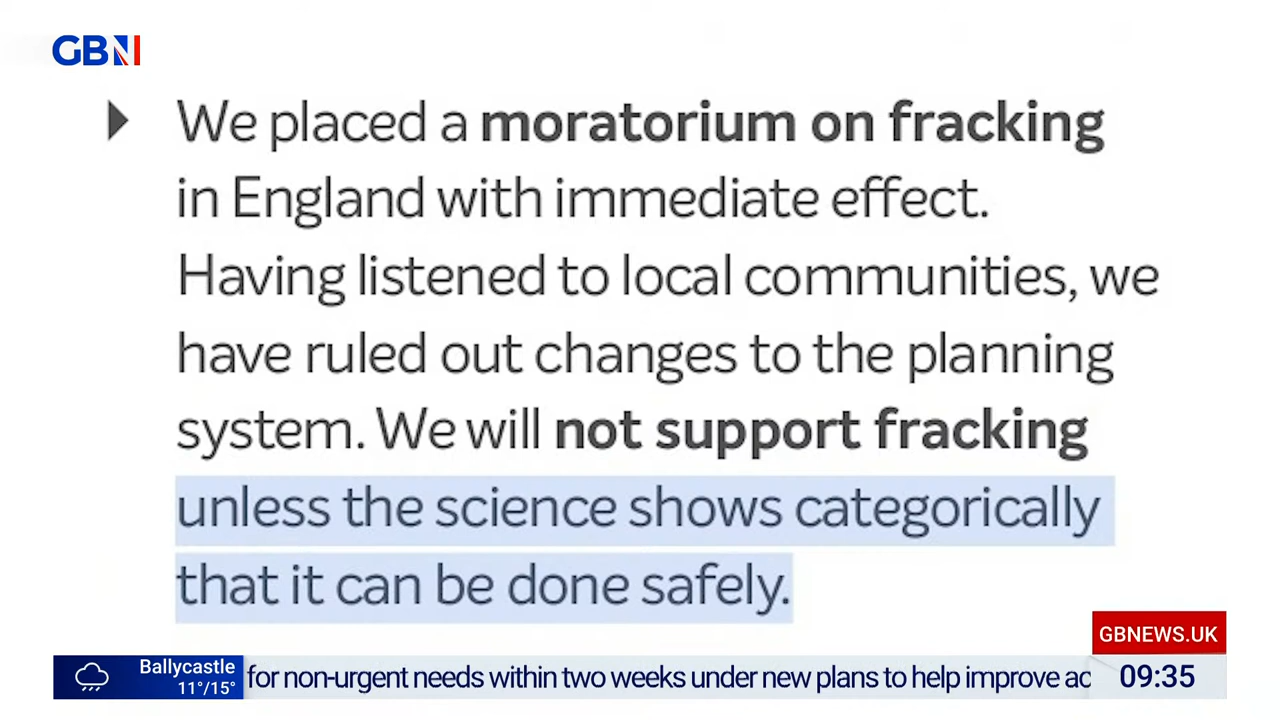 GBN
We placed a moratorium on fracking
in England with immediate effect.
Having listened to local communities, we
have ruled out changes to the planning
system. We will not support fracking
unless the science shows categorically
that it can be done safely.
GBNEWS.UK
Ballycastle
11°/15°
for non-urgent needs within two weeks under new plans to help improve
09:35